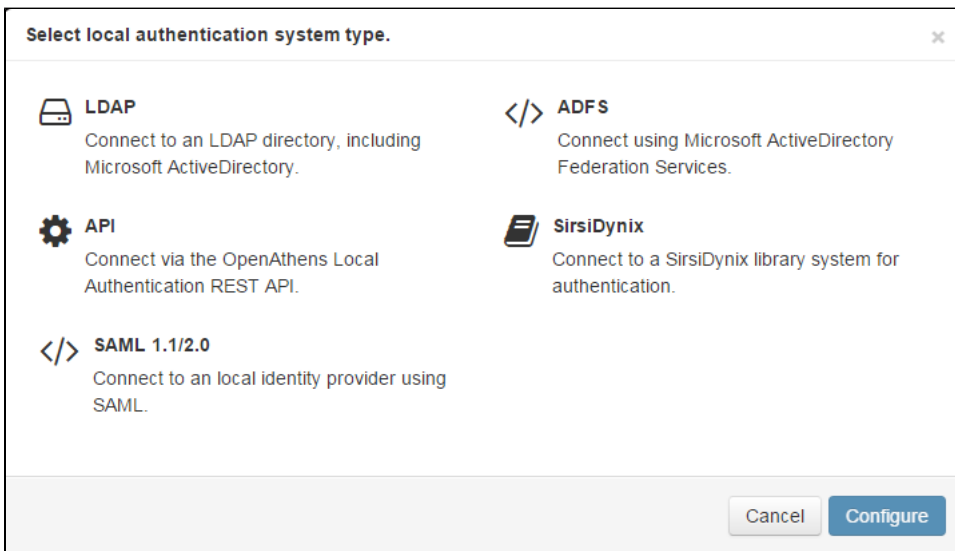 Select local authentication system type.
×
LDAP
Connect to an LDAP directory, including
Microsoft ActiveDirectory.
ADFS
Connect using Microsoft ActiveDirectory
Federation Services.
API
Connect via the OpenAthens Local
Authentication REST API.
SirsiDynix
Connect to a SirsiDynix library system for
authentication.
SAML 1.1/2.0
Connect to an local identity provider using
SAML.
Cancel
Configure